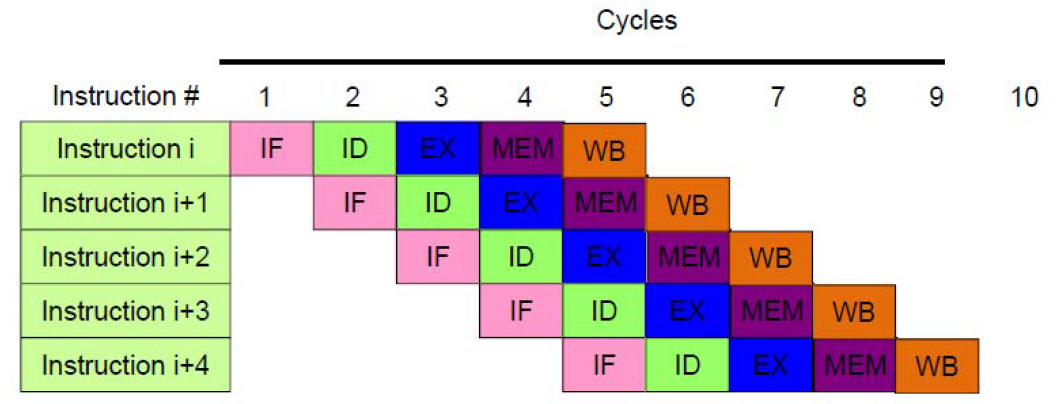 Cycles
Instruction # 1 2 3 4 5 6 7 8 9 10
Instruction i IF ID EX MEM WB
Instruction i+1 IF ID EX MEM WB
Instruction i+2 IF ID EX MEM WB
Instruction i+3 IF ID EX MEM WB
Instruction i+4 IF ID EX MEM WB